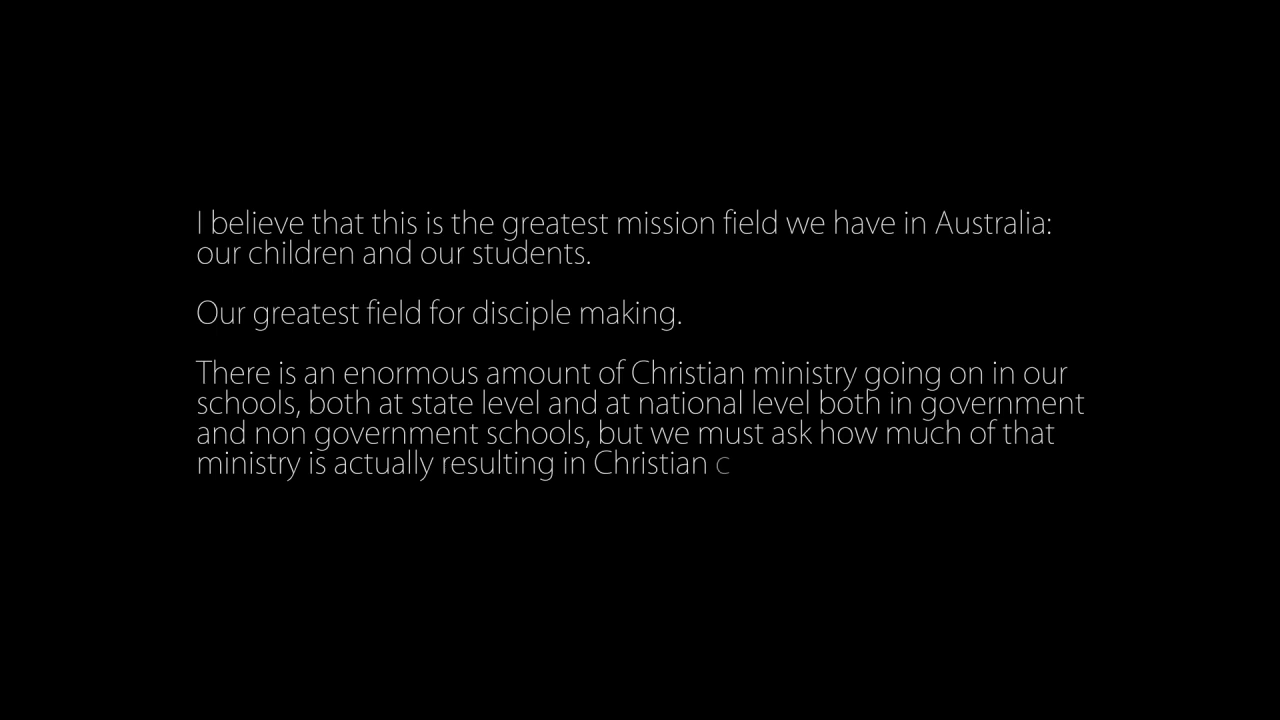 I believe that this is the greatest mission field we have in Australia:
our children and our students.
Our greatest field for disciple making.
There is an enormous amount of Christian ministry going on in our
schools, both at state level and at national level both in government
and non government schools, but we must ask how much of that
ministry is actually resulting in Christian c